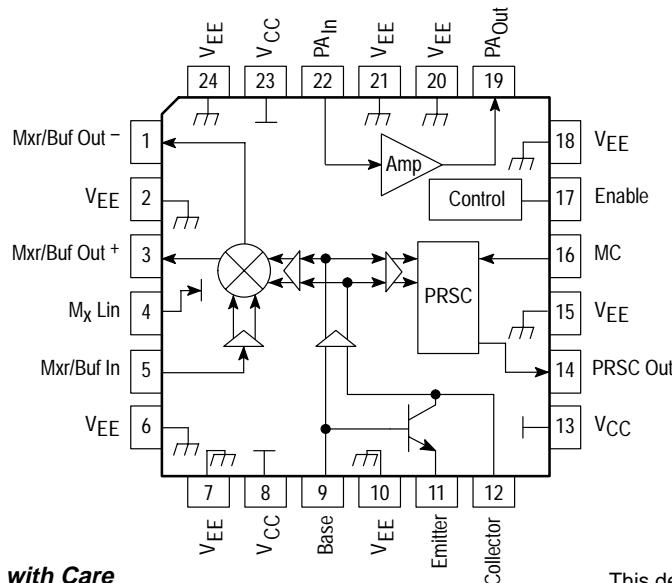 VEE VCC PAIn VEE VEE PAOut
24 23 22 21 20 19
Mxr/Buf Out – 1
18 VEE
Amp
VEE 2
Control
17 Enable
Mxr/Buf Out + 3
16 MC
PRSC
Mx Lin 4
15 VEE
Mxr/Buf In 5
14 PRSC Out
VEE 6
13 VCC
7 8 9 10 11 12
VEE VCC Base VEE Emitter Collector
with Care
This de